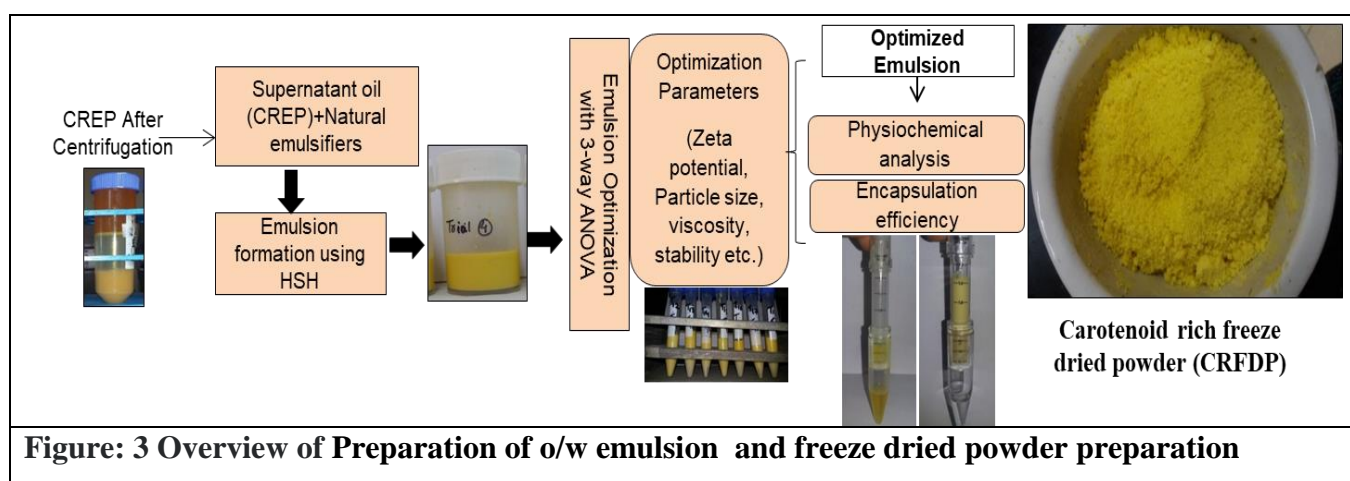 CREP After
Centrifugation
Supernatant oil
(CREP)+Natural
emulsifiers
Emulsion
formation using
HSH
Trial 4
Emulsion Optimization
with 3-way ANOVA
Optimization
Parameters
(Zeta
potential,
Particle size,
viscosity,
stability etc.)
Optimized
Emulsion
Physiochemical
analysis
Encapsulation
efficiency
Carotenoid rich freeze
dried powder (CRFDP)
Figure: 3 Overview of Preparation of o/w emulsion and freeze dried powder preparation